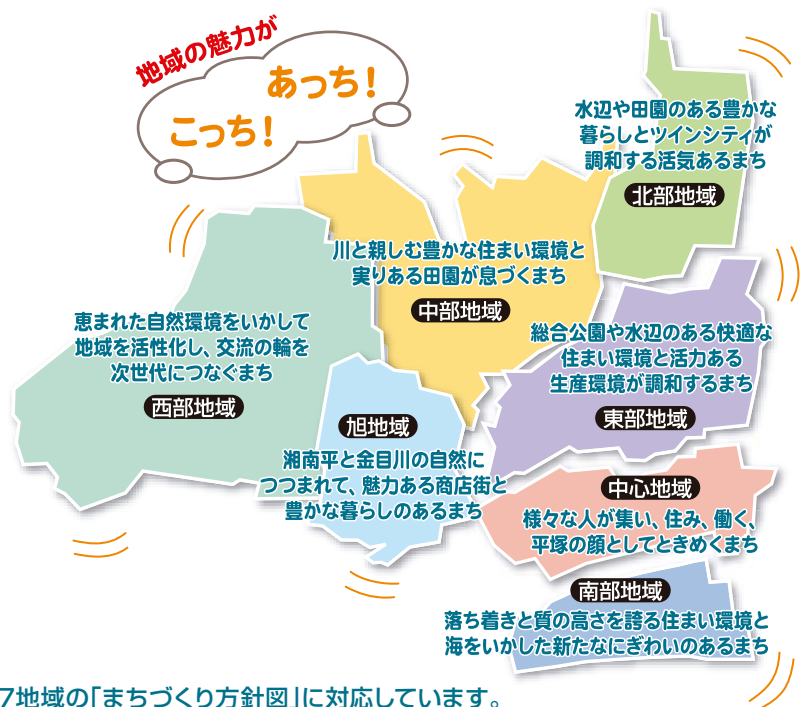 地域の魅力が
あっち!
こっち!
水辺や田園のある豊かな
暮らしとツインシティが
調和する活気あるまち
北部地域
川と親しむ豊かな住まい環境と
実りある田園が息づくまち
中部地域
恵まれた自然環境をいかして
地域を活性化し、交流の輪を
次世代につなぐまち
西部地域
総合公園や水辺のある快適な
住まい環境と活力ある
生産環境が調和するまち
東部地域
旭地域
湘南平と金目川の自然に
つつまれて、魅力ある商店街と
豊かな暮らしのあるまち
中心地域
様々な人が集い、住み、働く、
平塚の顔としてときめくまち
南部地域
落ち着きと質の高さを誇る住まい環境と
海をいかした新たなにぎわいのあるまち
7地域の「まちづくり方針図」に対応しています。